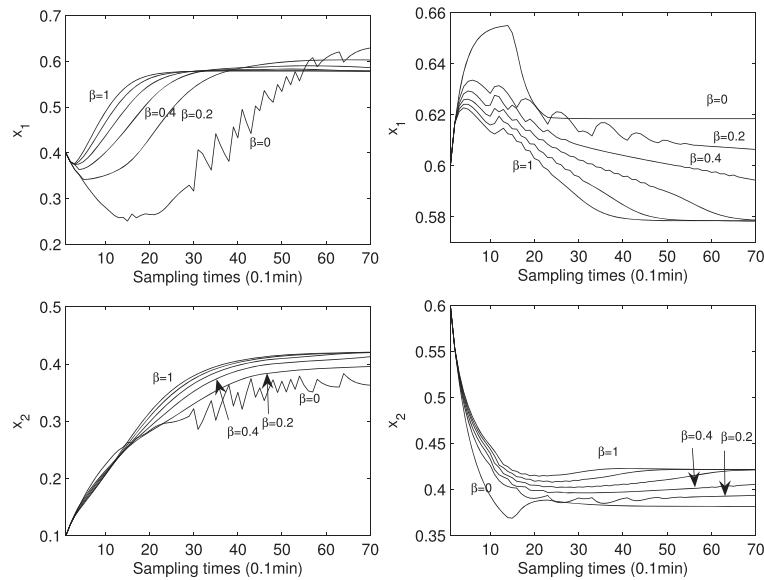 0.7
0.6
0.5
0.4
0.3
0.2
x1
β=1
β=0.4
β=0.2
β=0
10 20 30 40 50 60 70
Sampling times (0.1min)
0.66
0.64
0.62
0.6
0.58
x1
β=0
β=0.2
β=0.4
β=1
10 20 30 40 50 60 70
Sampling times (0.1min)
0.5
0.4
0.3
0.2
0.1
x2
β=1
β=0
β=0.2
β=0.4
10 20 30 40 50 60 70
Sampling times (0.1min)
0.6
0.55
0.5
0.45
0.4
0.35
x2
β=0.4
β=0.2
β=1
β=0
10 20 30 40 50 60 70
Sampling times (0.1min)